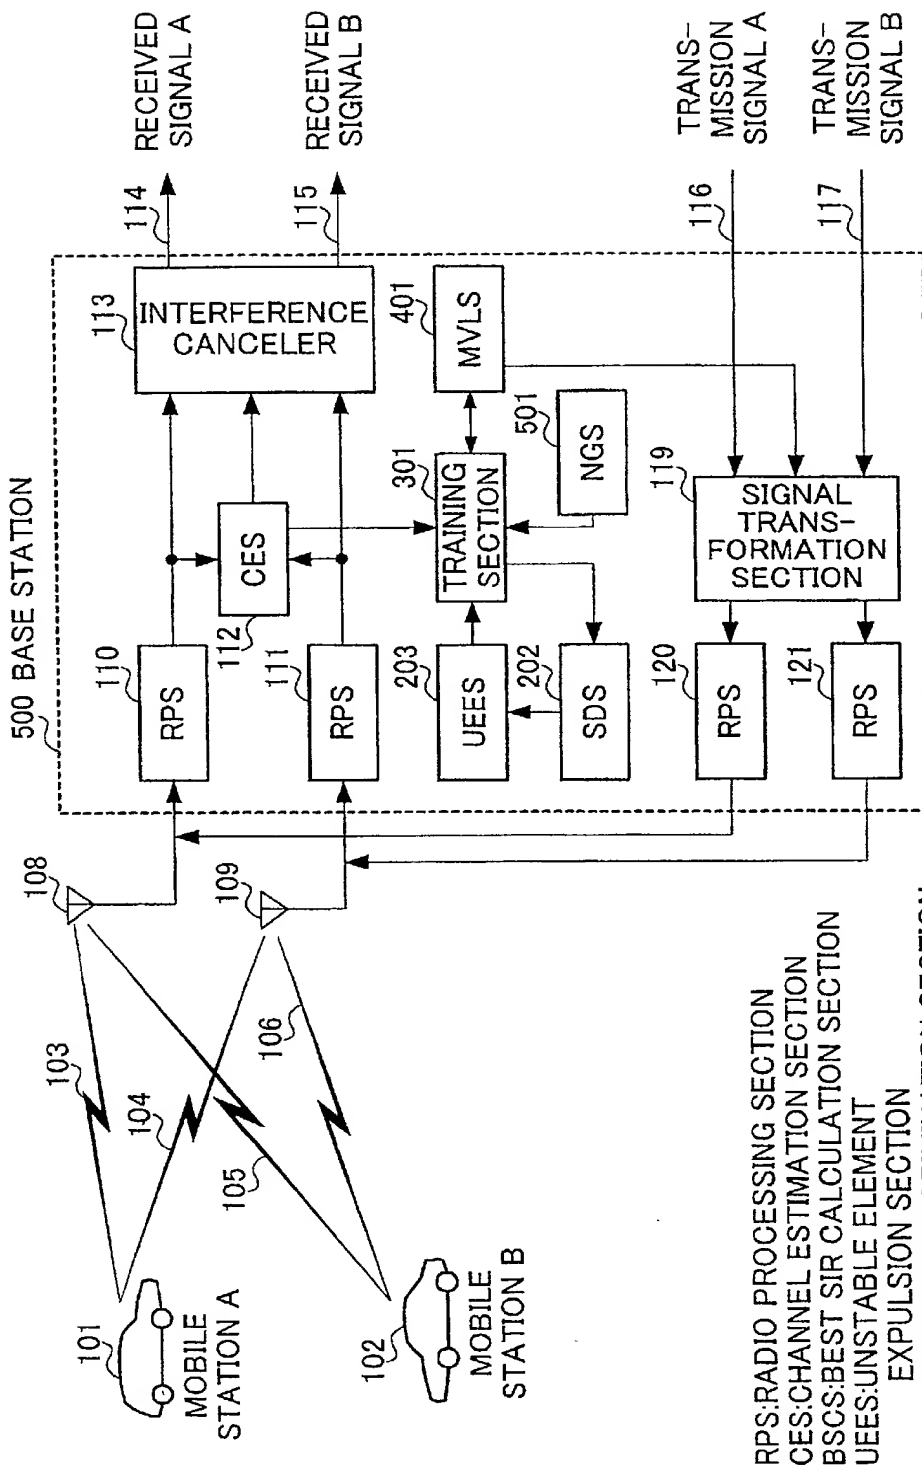 500 BASE STATION
101
MOBILE
STATION A
102
MOBILE
STATION B
103
104
105
106
108
109
110
RPS
111
RPS
112
CES
113
INTERFERENCE
CANCELER
114
RECEIVED
SIGNAL A
115
RECEIVED
SIGNAL B
203
UEES
202
SDS
301
TRAINING
SECTION
401
MVLS
501
NGS
116
TRANS-
MISSION
SIGNAL A
117
TRANS-
MISSION
SIGNAL B
119
SIGNAL
TRANS-
FORMATION
SECTION
120
RPS
121
RPS
RPS:RADIO PROCESSING SECTION
CES:CHANNEL ESTIMATION SECTION
BSCS:BEST SIR CALCULATION SECTION
UEES:UNSTABLE ELEMENT
EXPULSION SECTION
SECTION